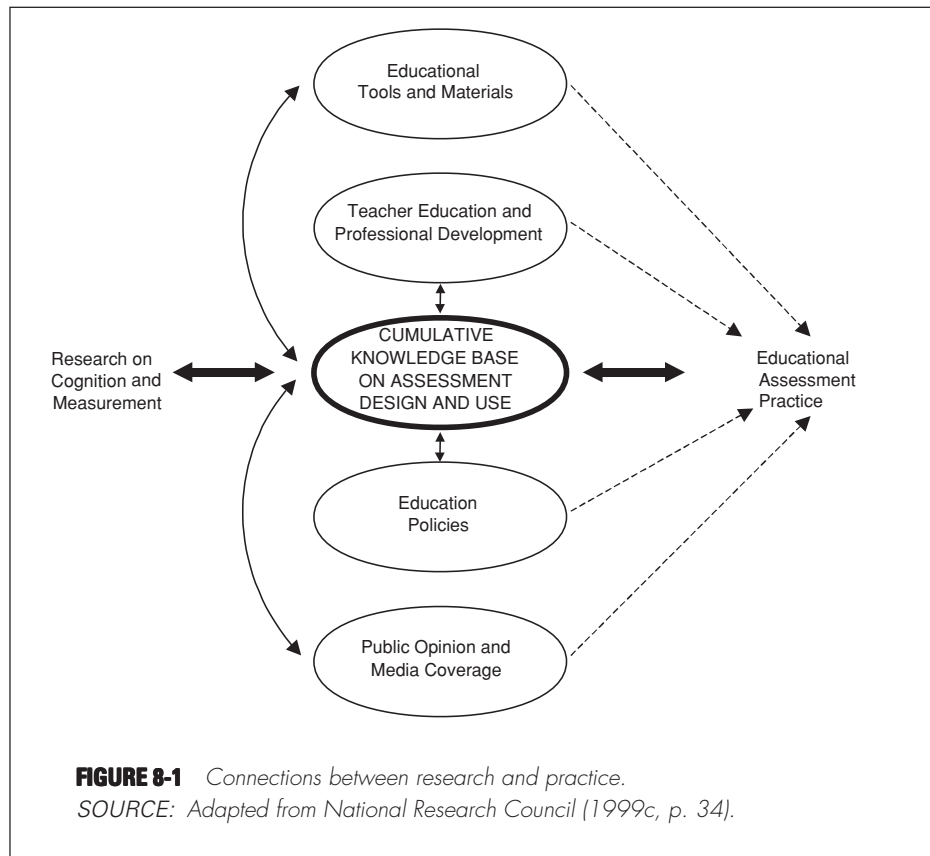 Educational
Tools and Materials
Teacher Education and
Professional Development
CUMULATIVE
KNOWLEDGE BASE
ON ASSESSMENT
DESIGN AND USE
Research on
Cognition and
Measurement
Educational
Assessment
Practice
Education
Policies
Public Opinion and
Media Coverage
FIGURE 8-1 Connections between research and practice.
SOURCE: Adapted from National Research Council (1999c, p. 34).